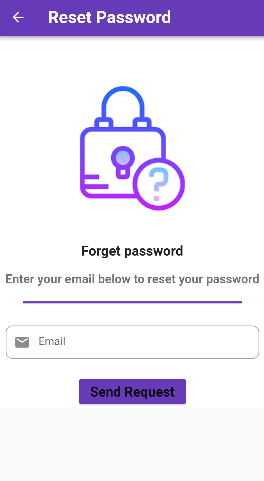 Reset Password
?
Forget password
Enter your email below to reset your password
Email
Send Request